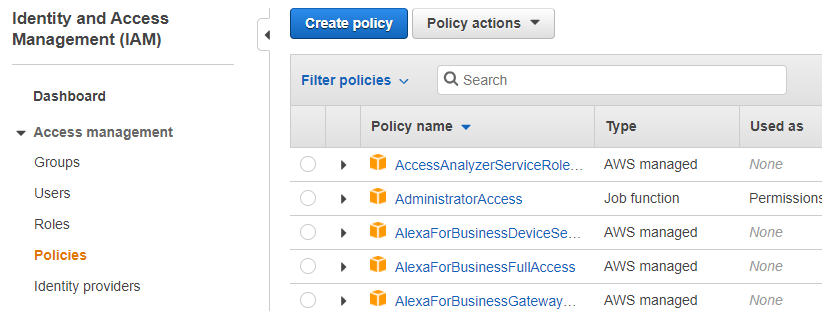 Identity and Access
Management (IAM)
Dashboard
Access management
Groups
Users
Roles
Policies
Identity providers
Create policy Policy actions
Filter policies Search
Policy name Type Used as
AccessAnalyzerServiceRole... AWS managed None
AdministratorAccess Job function Permissions
AlexaForBusinessDeviceSe... AWS managed None
AlexaForBusinessFullAccess AWS managed None
AlexaForBusinessGateway... AWS managed None